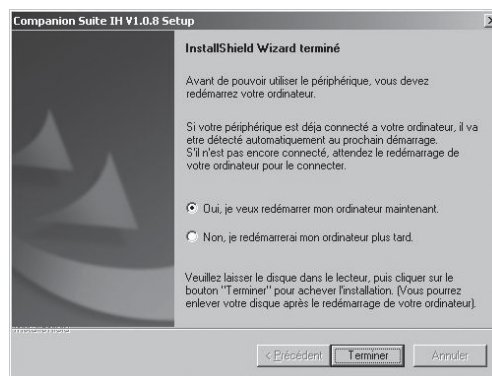 Companion Suite IH V1.0.8 Setup
InstallShield Wizard terminé
Avant de pouvoir utiliser le périphérique, vous devez
redémarrez votre ordinateur.
Si votre périphérique est déja connecté a votre ordinateur, il va
etre détecté automatiquement au prochain démarrage.
S'il n'est pas encore connecté, attendez le redémarrage de
votre ordinateur pour le connecter.
Oui, je veux redémarrer mon ordinateur maintenant.
Non, je redémarrerai mon ordinateur plus tard.
Veuillez laisser le disque dans le lecteur, puis cliquer sur le
bouton "Terminer" pour achever l'installation. (Vous pourrez
enlever votre disque après le redémarrage de votre ordinateur).
InstallShield
< Précédent Terminer Annuler